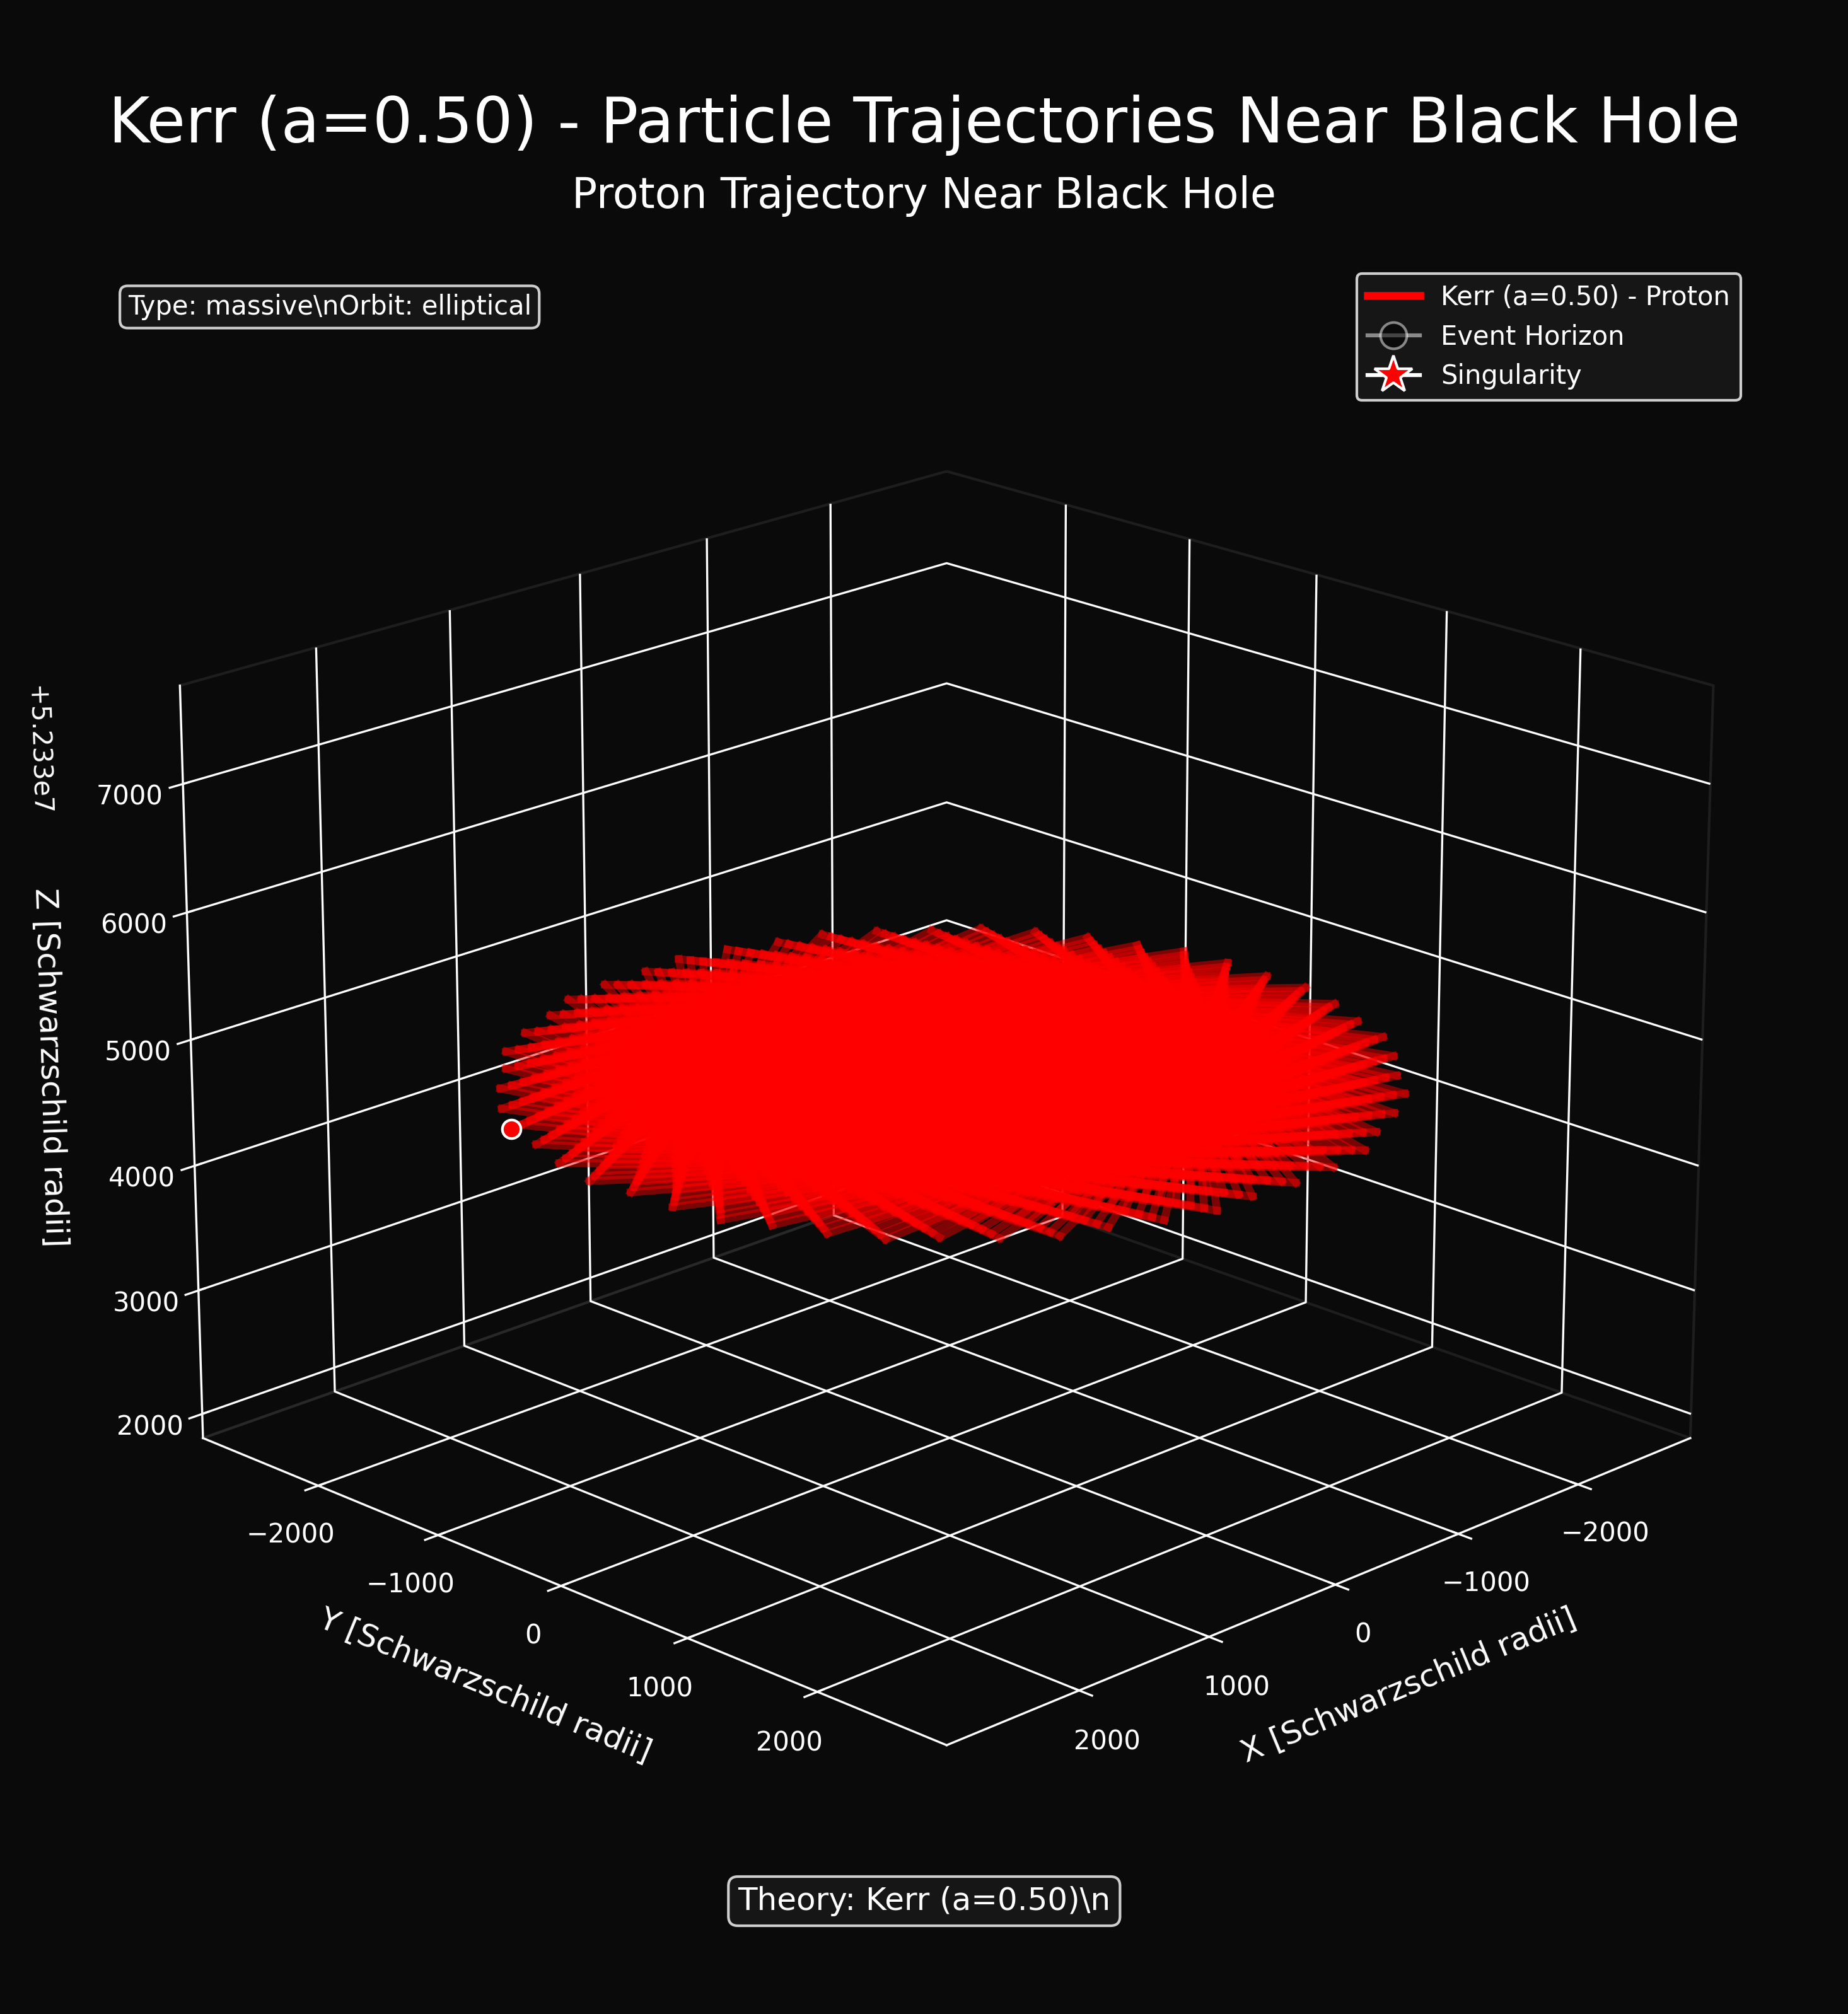 Kerr (a=0.50) - Particle Trajectories Near Black Hole
Proton Trajectory Near Black Hole
Type: massive\nOrbit: elliptical
Kerr (a=0.50) - Proton
Event Horizon
Singularity
+5.233e7
Z [Schwarzschild radii]
7000
6000
5000
4000
3000
2000
−2000
−1000
0
1000
2000
Y [Schwarzschild radii]
−2000
−1000
0
1000
2000
X [Schwarzschild radii]
Theory: Kerr (a=0.50)\n